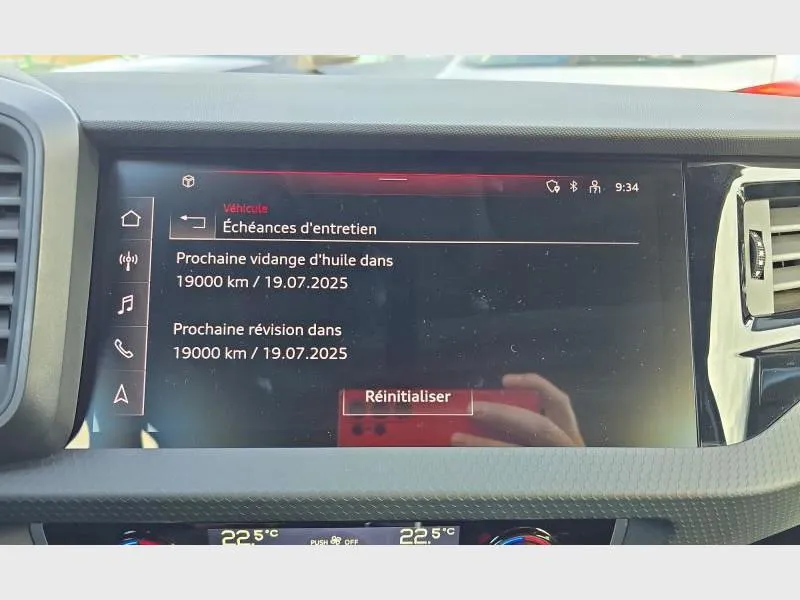 9:34
Véhicule
Échéances d'entretien
Prochaine vidange d'huile dans
19000 km / 19.07.2025
Prochaine révision dans
19000 km / 19.07.2025
Réinitialiser
22.5°C PUSH OFF 22.5°C